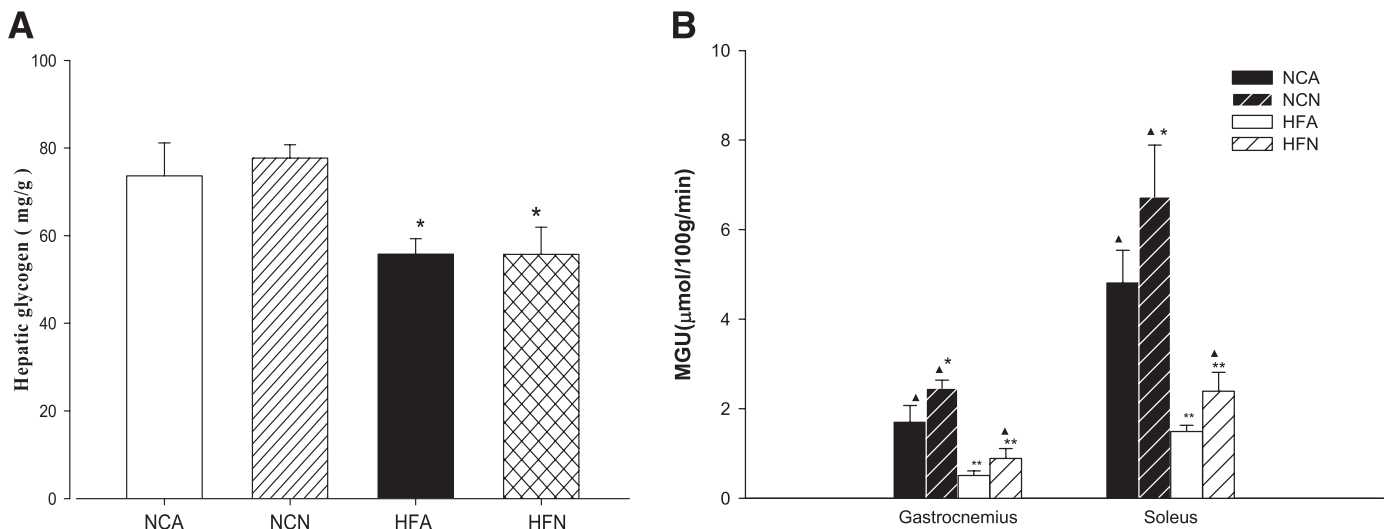 A
Hepatic glycogen ( mg/g )
100
80
60
40
20
0
*
*
NCA NCN HFA HFN
B
MGU(μmol/100g/min)
10
8
6
4
2
0
NCA
NCN
HFA
HFN
▲ *
▲
▲
**
**
▲ *
▲
▲
**
**
Gastrocnemius Soleus